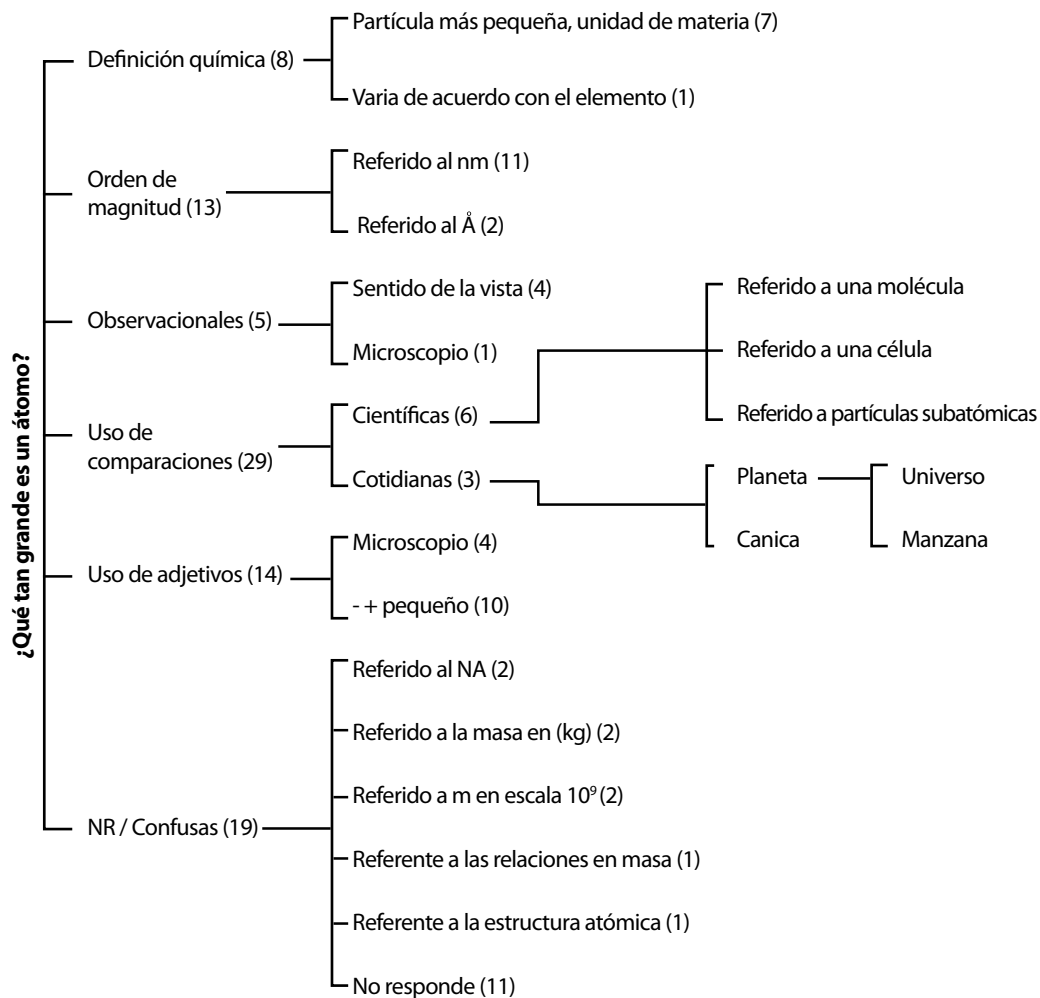 ¿Qué tan grande es un átomo?
Definición química (8)
Partícula más pequeña, unidad de materia (7)
Varia de acuerdo con el elemento (1)
Orden de
magnitud (13)
Referido al nm (11)
Referido al Å (2)
Observacionales (5)
Sentido de la vista (4)
Microscopio (1)
Uso de
comparaciones (29)
Científicas (6)
Referido a una molécula
Referido a una célula
Referido a partículas subatómicas
Cotidianas (3)
Planeta
Universo
Canica
Manzana
Uso de adjetivos (14)
Microscopio (4)
- + pequeño (10)
NR / Confusas (19)
Referido al NA (2)
Referido a la masa en (kg) (2)
Referido a m en escala 10⁹ (2)
Referente a las relaciones en masa (1)
Referente a la estructura atómica (1)
No responde (11)